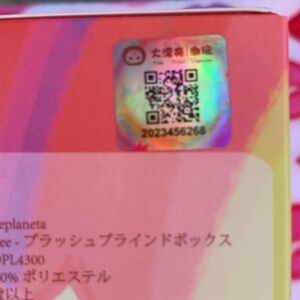 2023456268
eplaneta
ee - プラッシュブラインドボックス
PL4300
0% ポリエステル
歳以上